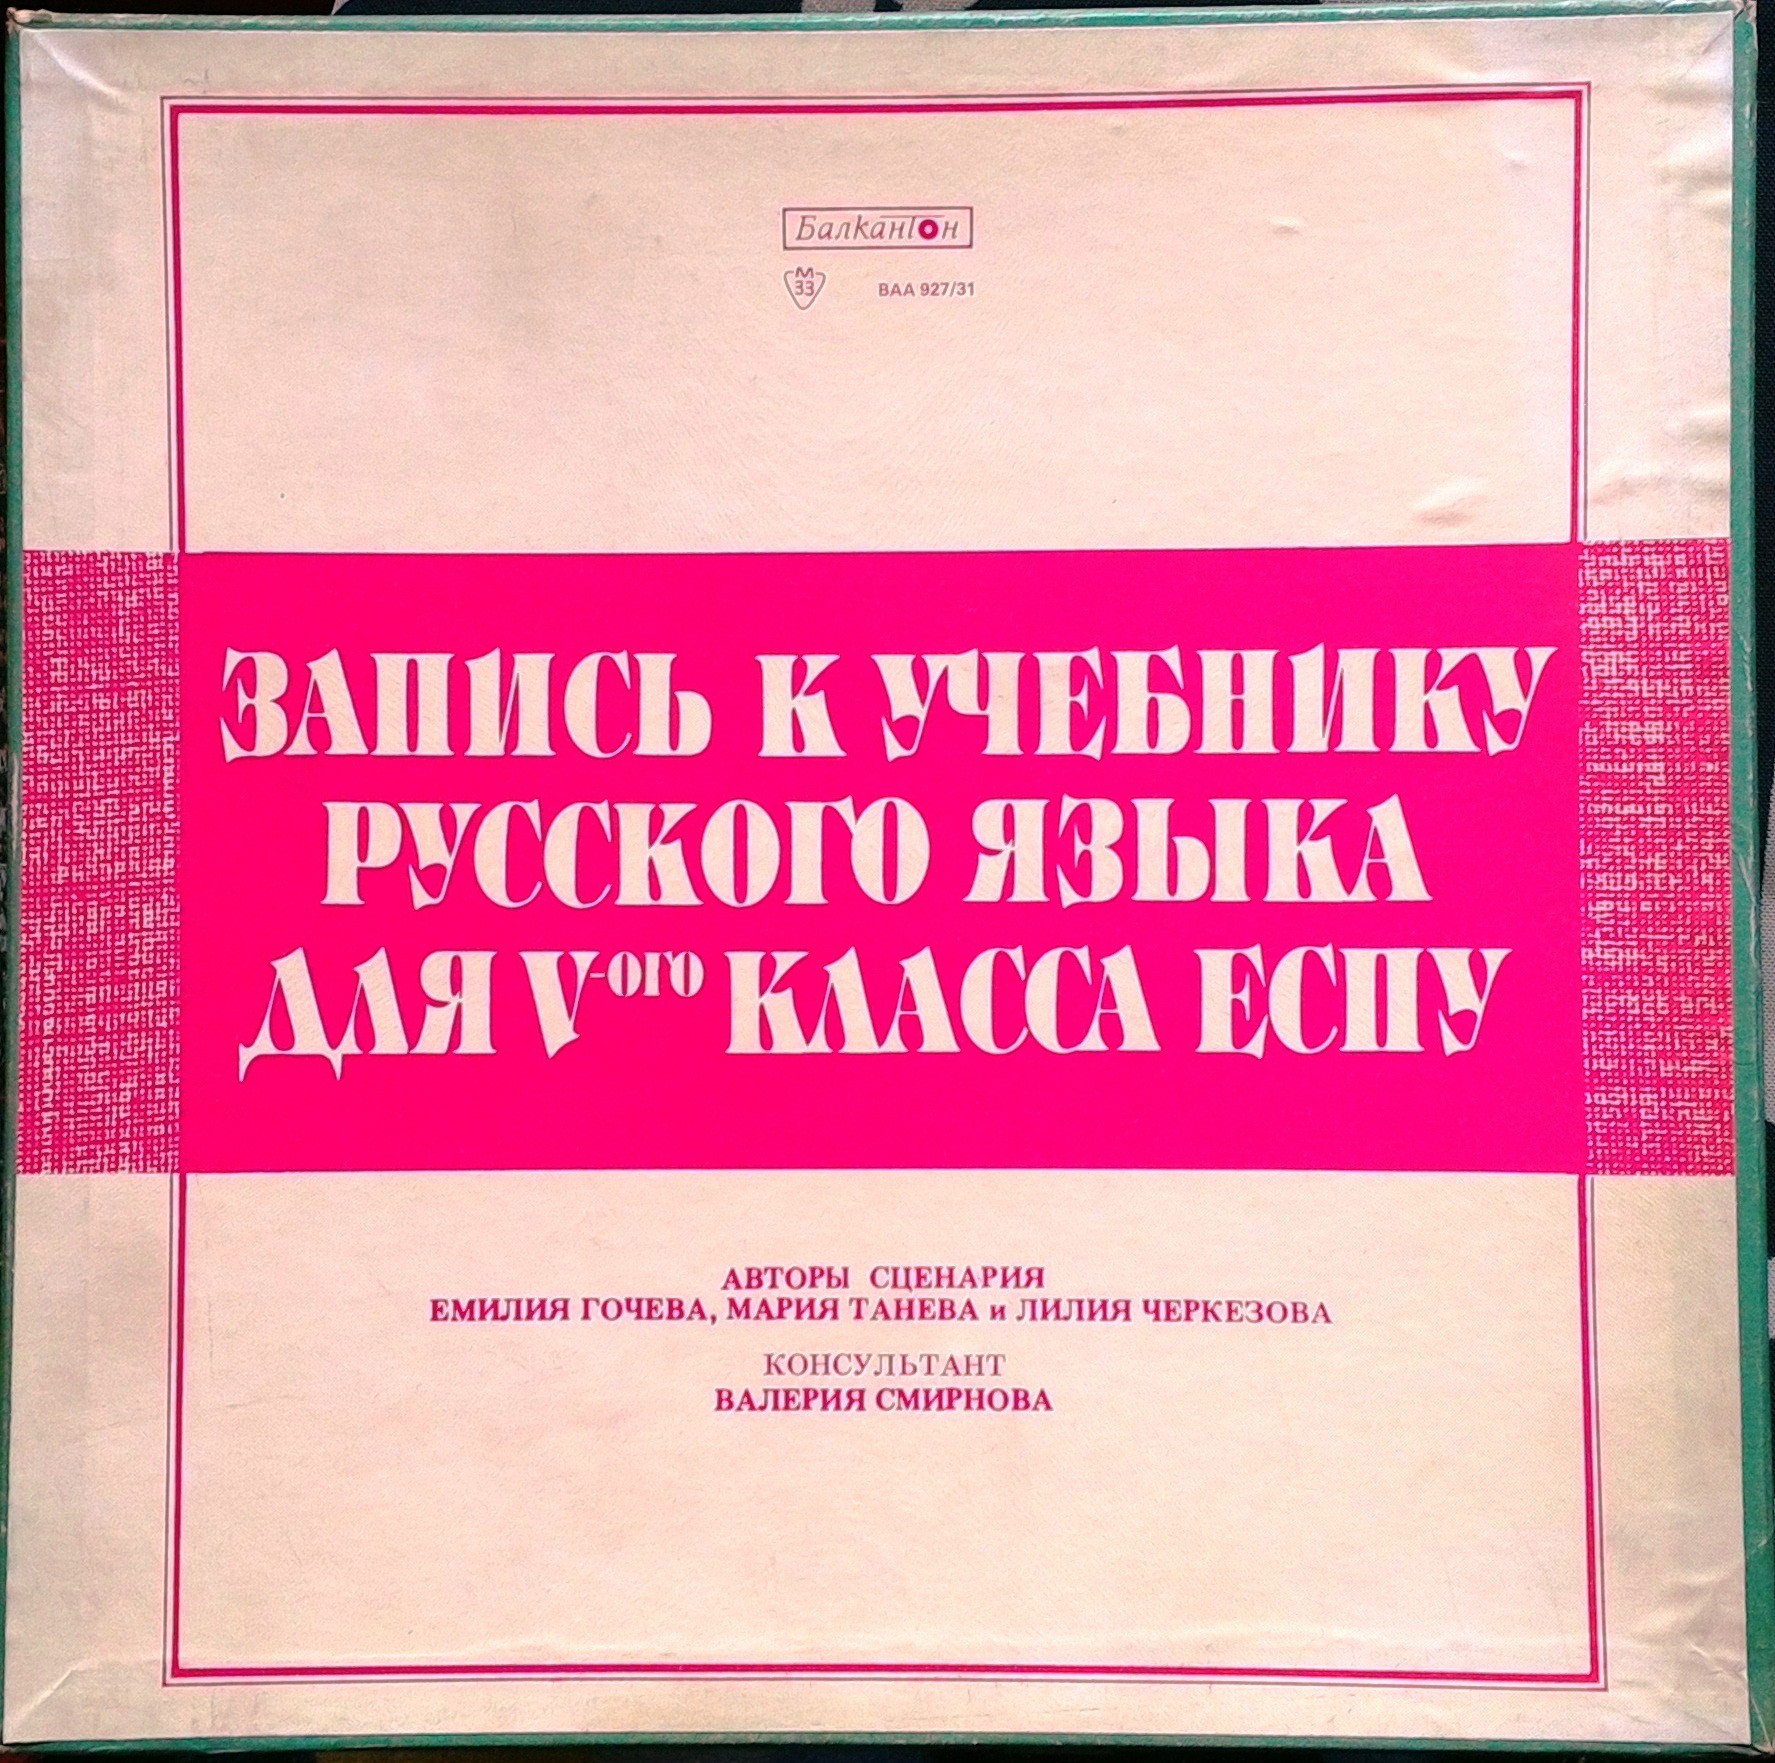 Балкантон
М
33
ВАА 927/31
ЗАПИСЬ К УЧЕБНИКУ
РУССКОГО ЯЗЫКА
ДЛЯ V-ОГО КЛАССА ЕСПУ
АВТОРЫ СЦЕНАРИЯ
ЕМИЛИЯ ГОЧЕВА, МАРИЯ ТАНЕВА и ЛИЛИЯ ЧЕРКЕЗОВА
КОНСУЛЬТАНТ
ВАЛЕРИЯ СМИРНОВА